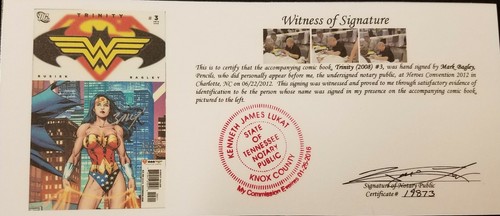 DC
TRINITY
#3
BUSIEK
BAGLEY
Witness of Signature
This is to certify that the accompanying comic book, Trinity (2008) #3, was hand signed by Mark Bagley,
Pencils, who did personally appear before me, the undersigned notary public, at Heroes Convention 2012 in
Charlotte, NC on 06/22/2012. This signing was witnessed and proved to me through satisfactory evidence of
identification to be the person whose name was signed in my presence on the accompanying comic book,
pictured to the left.
KENNETH JAMES LUKAT
STATE
OF
TENNESSEE
NOTARY
PUBLIC
KNOX COUNTY
My Commission Expires 01-25-2016
Signature of Notary Public
Certificate# 19873